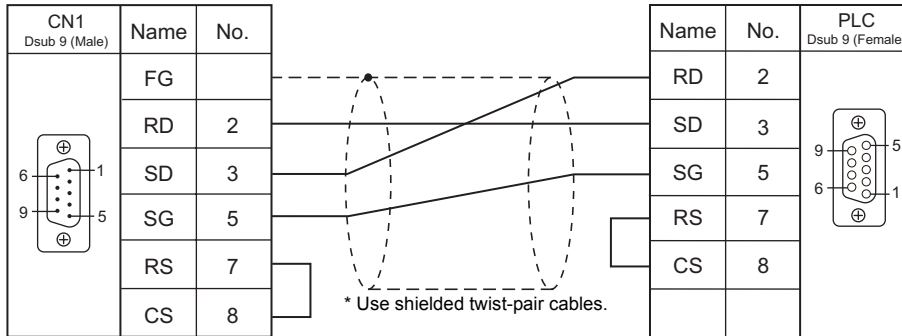 CN1
Dsub 9 (Male)
Name
No.
FG
RD
2
SD
3
SG
5
RS
7
CS
8
6
1
9
5
* Use shielded twist-pair cables.
Name
No.
PLC
Dsub 9 (Female
RD
2
SD
3
SG
5
RS
7
CS
8
9
5
6
1